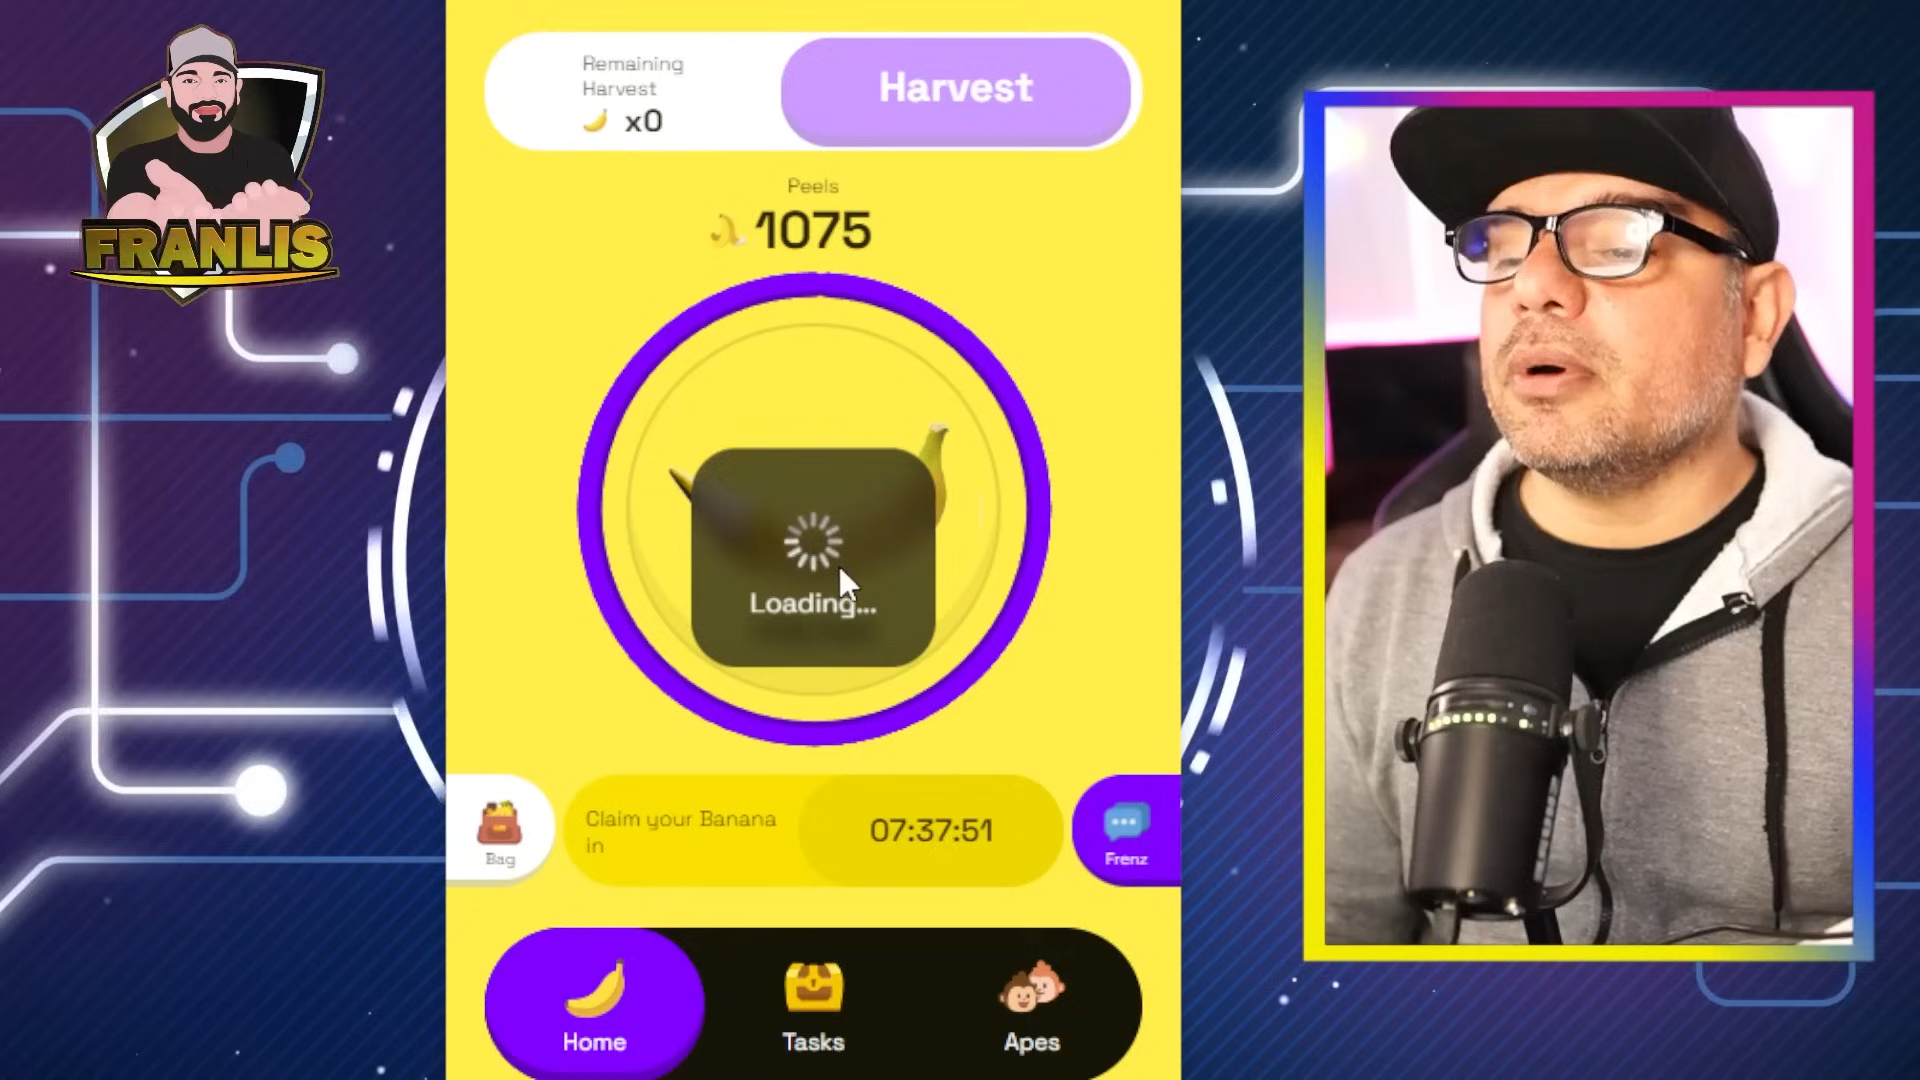 FRANLIS
Remaining
Harvest
x0
Harvest
Peels
1075
Loading...
Bag
Claim your Banana
in
07:37:51
Frenz
Home
Tasks
Apes